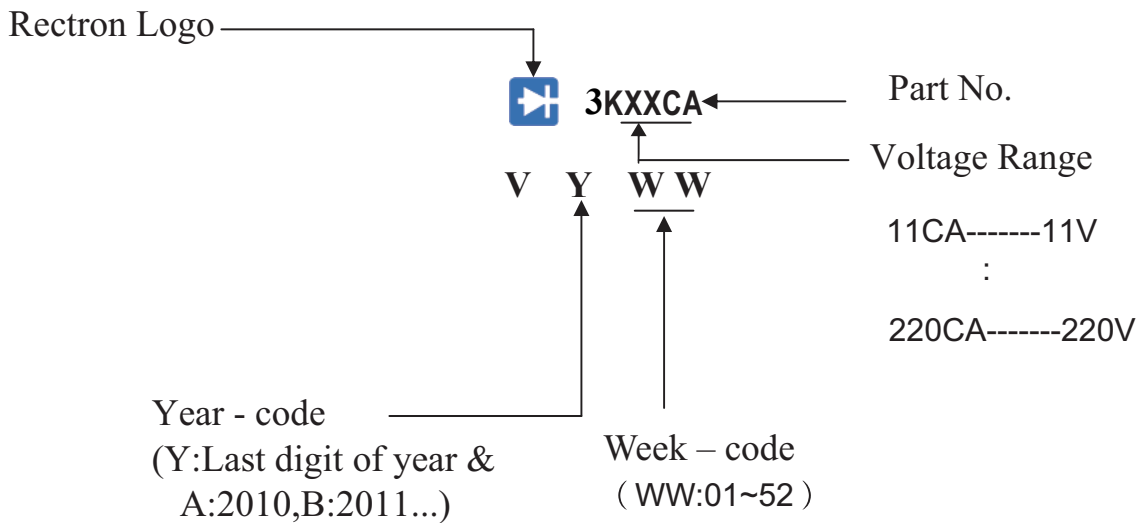 Rectron Logo
3KXXCA
Part No.
Voltage Range
V Y W W
11CA-------11V
:
220CA-------220V
Year - code
(Y:Last digit of year &
A:2010,B:2011...)
Week – code
（WW:01~52）